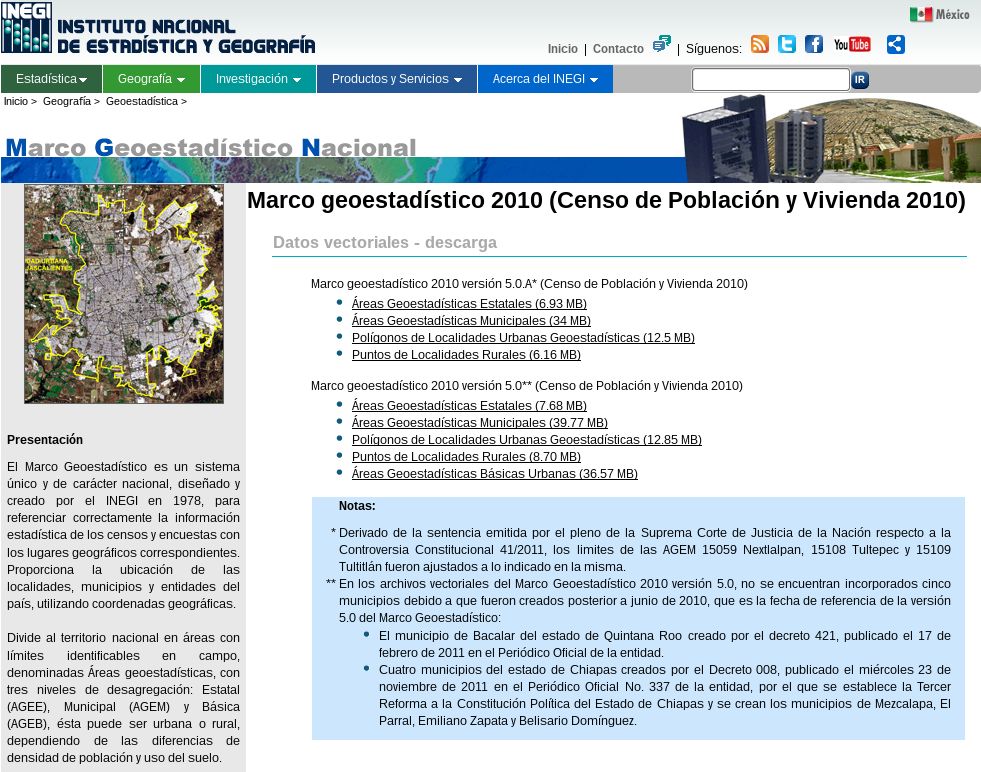 INEGI
INSTITUTO NACIONAL
DE ESTADÍSTICA Y GEOGRAFÍA
México
Inicio | Contacto | Síguenos: You Tube
Estadística Geografía Investigación Productos y Servicios Acerca del INEGI IR
Inicio > Geografía > Geoestadística >
Marco Geoestadístico Nacional
Marco geoestadístico 2010 (Censo de Población y Vivienda 2010)
Datos vectoriales - descarga
Marco geoestadístico 2010 versión 5.0.A* (Censo de Población y Vivienda 2010)
Áreas Geoestadísticas Estatales (6.93 MB)
Áreas Geoestadísticas Municipales (34 MB)
Polígonos de Localidades Urbanas Geoestadísticas (12.5 MB)
Puntos de Localidades Rurales (6.16 MB)
Marco geoestadístico 2010 versión 5.0** (Censo de Población y Vivienda 2010)
Áreas Geoestadísticas Estatales (7.68 MB)
Áreas Geoestadísticas Municipales (39.77 MB)
Polígonos de Localidades Urbanas Geoestadísticas (12.85 MB)
Puntos de Localidades Rurales (8.70 MB)
Áreas Geoestadísticas Básicas Urbanas (36.57 MB)
Notas:
* Derivado de la sentencia emitida por el pleno de la Suprema Corte de Justicia de la Nación respecto a la
Controversia Constitucional 41/2011, los limites de las AGEM 15059 Nextlalpan, 15108 Tultepec y 15109
Tultitlán fueron ajustados a lo indicado en la misma.
** En los archivos vectoriales del Marco Geoestadístico 2010 versión 5.0, no se encuentran incorporados cinco
municipios debido a que fueron creados posterior a junio de 2010, que es la fecha de referencia de la versión
5.0 del Marco Geoestadístico:
El municipio de Bacalar del estado de Quintana Roo creado por el decreto 421, publicado el 17 de
febrero de 2011 en el Periódico Oficial de la entidad.
Cuatro municipios del estado de Chiapas creados por el Decreto 008, publicado el miércoles 23 de
noviembre de 2011 en el Periódico Oficial No. 337 de la entidad, por el que se establece la Tercer
Reforma a la Constitución Política del Estado de Chiapas y se crean los municipios de Mezcalapa, El
Parral, Emiliano Zapata y Belisario Domínguez.
Presentación
El Marco Geoestadístico es un sistema
único y de carácter nacional, diseñado y
creado por el INEGI en 1978, para
referenciar correctamente la información
estadística de los censos y encuestas con
los lugares geográficos correspondientes.
Proporciona la ubicación de las
localidades, municipios y entidades del
país, utilizando coordenadas geográficas.
Divide al territorio nacional en áreas con
límites identificables en campo,
denominadas Áreas geoestadísticas, con
tres niveles de desagregación: Estatal
(AGEE), Municipal (AGEM) y Básica
(AGEB), ésta puede ser urbana o rural,
dependiendo de las diferencias de
densidad de población y uso del suelo.